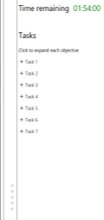 Time remaining 01:54:00
Tasks
Click to expand each objective
+ Task 1
+ Task 2
+ Task 3
+ Task 4
+ Task 5
+ Task 6
+ Task 7